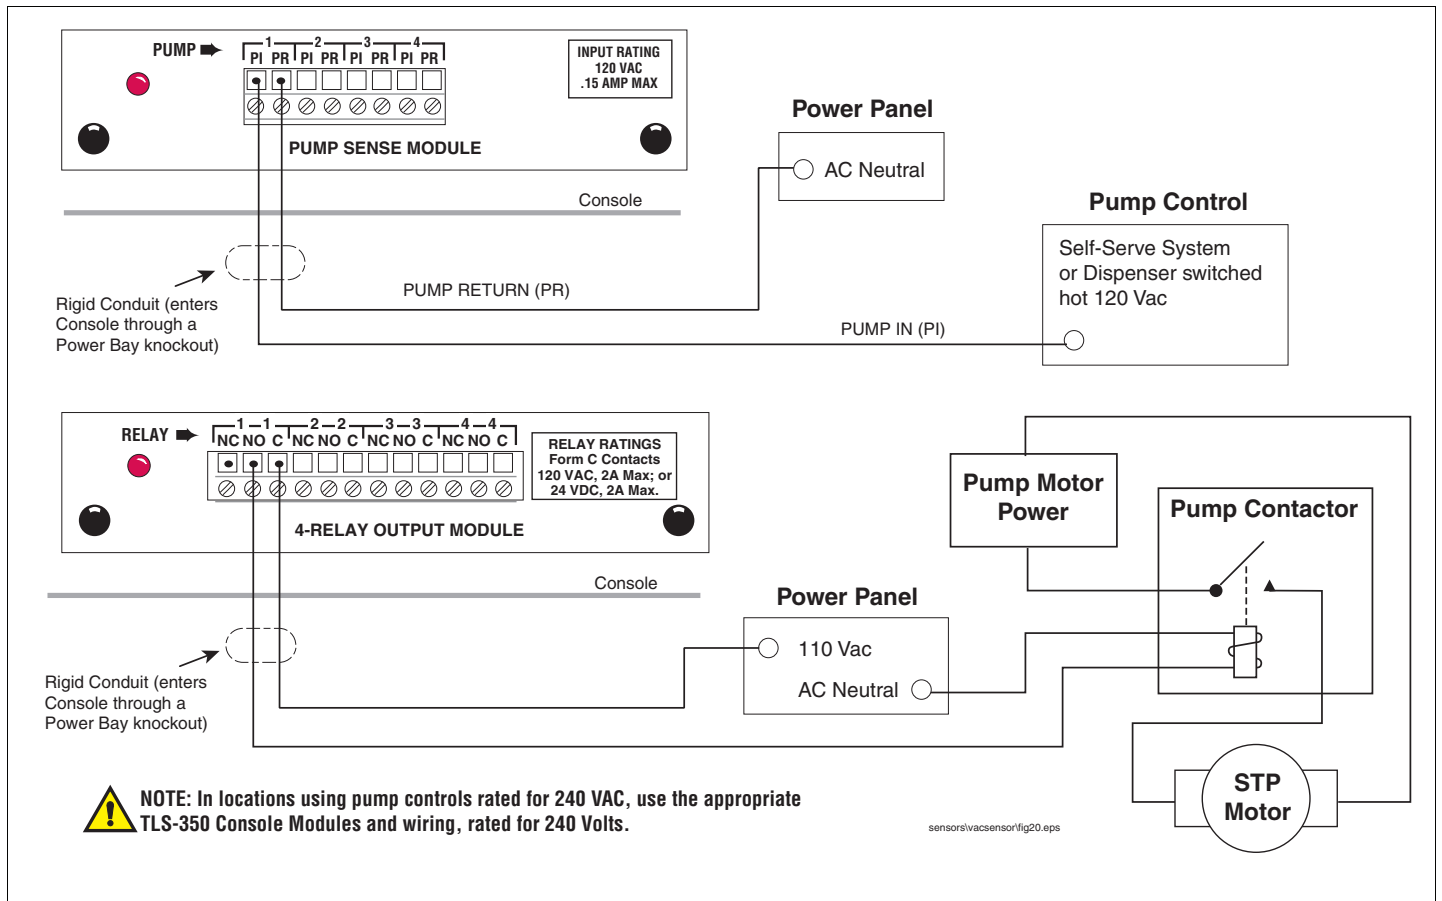 PUMP
1 2 3 4
PI PR PI PR PI PR PI PR
INPUT RATING
120 VAC
.15 AMP MAX
PUMP SENSE MODULE
Console
Power Panel
AC Neutral
Pump Control
Self-Serve System
or Dispenser switched
hot 120 Vac
Rigid Conduit (enters
Console through a
Power Bay knockout)
PUMP RETURN (PR)
PUMP IN (PI)
RELAY
1 1 2 2 3 3 4 4
NC NO C NC NO C NC NO C NC NO C
RELAY RATINGS
Form C Contacts
120 VAC, 2A Max; or
24 VDC, 2A Max.
4-RELAY OUTPUT MODULE
Console
Pump Motor
Power
Pump Contactor
Power Panel
110 Vac
AC Neutral
Rigid Conduit (enters
Console through a
Power Bay knockout)
STP
Motor
NOTE: In locations using pump controls rated for 240 VAC, use the appropriate
TLS-350 Console Modules and wiring, rated for 240 Volts.
sensors\vacsensor\fig20.eps